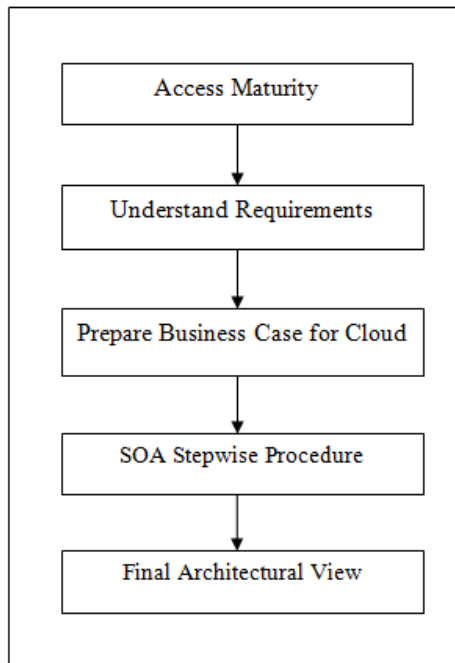 Access Maturity
Understand Requirements
Prepare Business Case for Cloud
SOA Stepwise Procedure
Final Architectural View